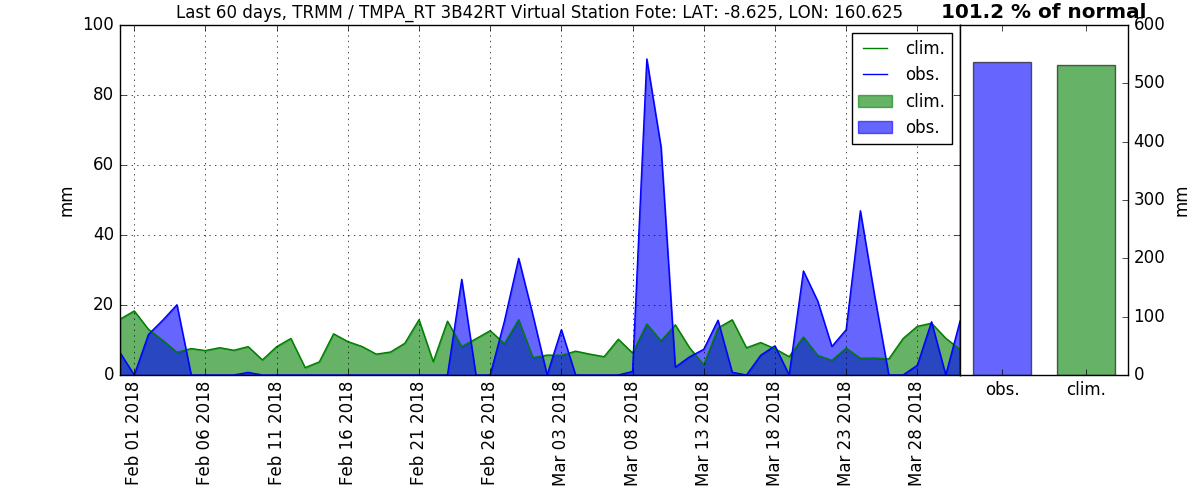 Last 60 days, TRMM / TMPA_RT 3B42RT Virtual Station Fote: LAT: -8.625, LON: 160.625
101.2 % of normal
100
80
60
40
20
0
mm
clim.
obs.
clim.
obs.
Feb 01 2018
Feb 06 2018
Feb 11 2018
Feb 16 2018
Feb 21 2018
Feb 26 2018
Mar 03 2018
Mar 08 2018
Mar 13 2018
Mar 18 2018
Mar 23 2018
Mar 28 2018
600
500
400
300
200
100
0
mm
obs.
clim.